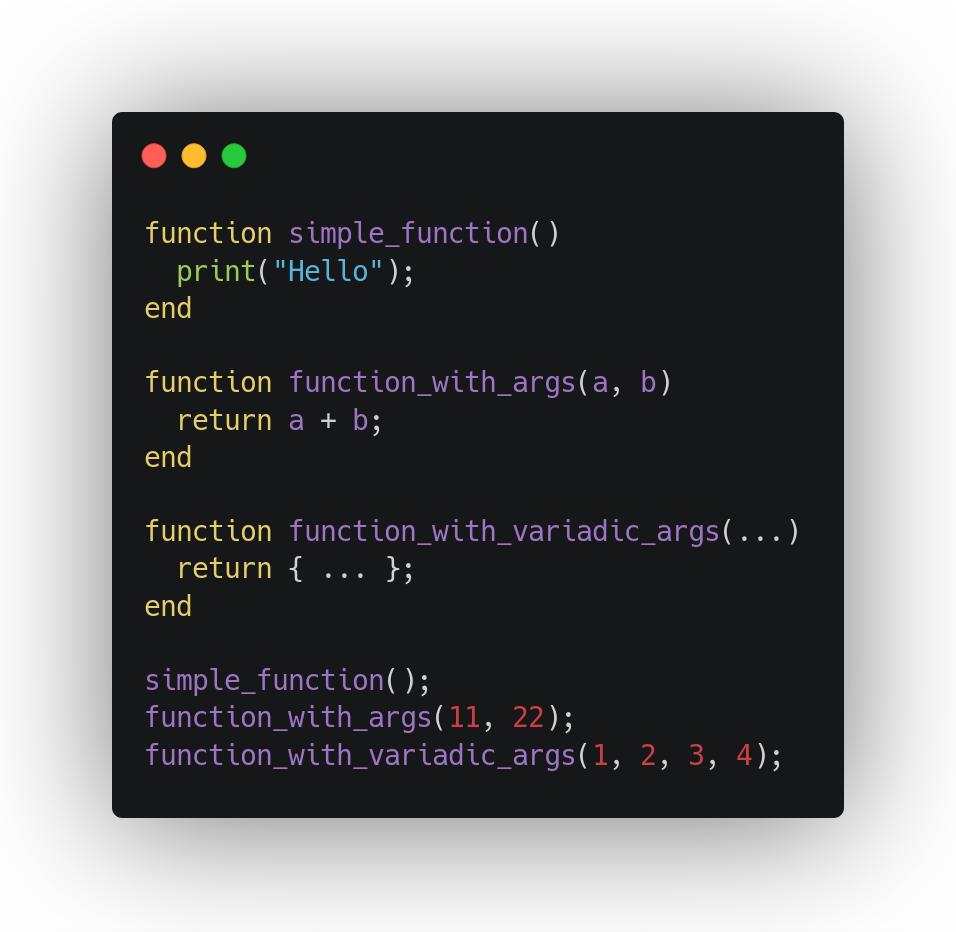 function simple_function()
  print("Hello");
end

function function_with_args(a, b)
  return a + b;
end

function function_with_variadic_args(...)
  return { ... };
end

simple_function();
function_with_args(11, 22);
function_with_variadic_args(1, 2, 3, 4);